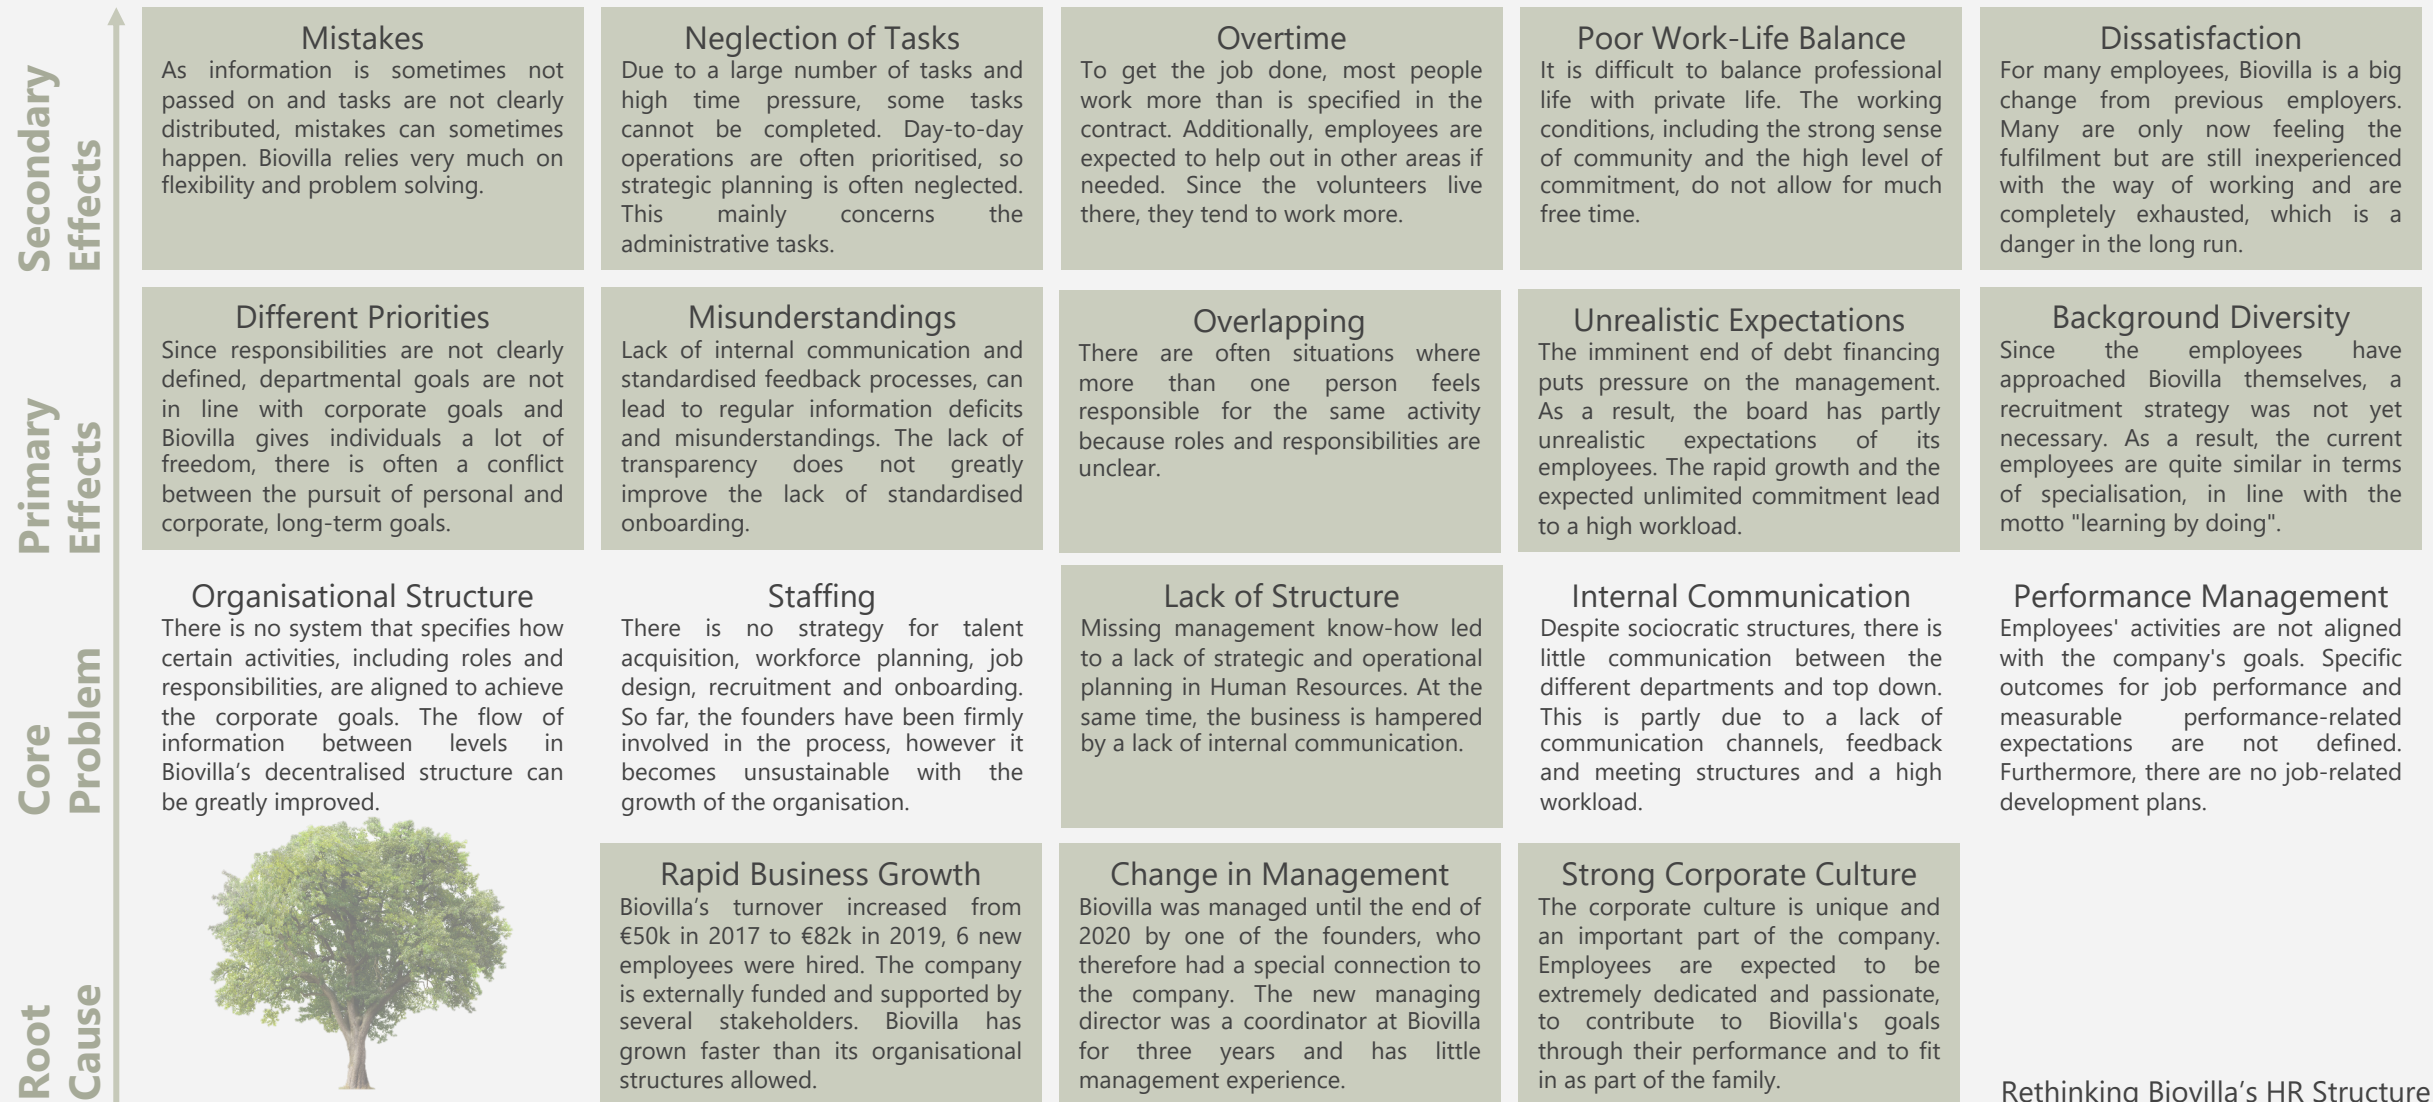 Secondary
Effects
Mistakes
As information is sometimes not
passed on and tasks are not clearly
distributed, mistakes can sometimes
happen. Biovilla relies very much on
flexibility and problem solving.
Neglection of Tasks
Due to a large number of tasks and
high time pressure, some tasks
cannot be completed. Day-to-day
operations are often prioritised, so
strategic planning is often neglected.
This mainly concerns the
administrative tasks.
Overtime
To get the job done, most people
work more than is specified in the
contract. Additionally, employees are
expected to help out in other areas if
needed. Since the volunteers live
there, they tend to work more.
Poor Work-Life Balance
It is difficult to balance professional
life with private life. The working
conditions, including the strong sense
of community and the high level of
commitment, do not allow for much
free time.
Dissatisfaction
For many employees, Biovilla is a big
change from previous employers.
Many are only now feeling the
fulfilment but are still inexperienced
with the way of working and are
completely exhausted, which is a
danger in the long run.
Primary
Effects
Different Priorities
Since responsibilities are not clearly
defined, departmental goals are not
in line with corporate goals and
Biovilla gives individuals a lot of
freedom, there is often a conflict
between the pursuit of personal and
corporate, long-term goals.
Misunderstandings
Lack of internal communication and
standardised feedback processes, can
lead to regular information deficits
and misunderstandings. The lack of
transparency does not greatly
improve the lack of standardised
onboarding.
Overlapping
There are often situations where
more than one person feels
responsible for the same activity
because roles and responsibilities are
unclear.
Unrealistic Expectations
The imminent end of debt financing
puts pressure on the management.
As a result, the board has partly
unrealistic expectations of its
employees. The rapid growth and the
expected unlimited commitment lead
to a high workload.
Background Diversity
Since the employees have
approached Biovilla themselves, a
recruitment strategy was not yet
necessary. As a result, the current
employees are quite similar in terms
of specialisation, in line with the
motto "learning by doing".
Core
Problem
Organisational Structure
There is no system that specifies how
certain activities, including roles and
responsibilities, are aligned to achieve
the corporate goals. The flow of
information between levels in
Biovilla’s decentralised structure can
be greatly improved.
Staffing
There is no strategy for talent
acquisition, workforce planning, job
design, recruitment and onboarding.
So far, the founders have been firmly
involved in the process, however it
becomes unsustainable with the
growth of the organisation.
Lack of Structure
Missing management know-how led
to a lack of strategic and operational
planning in Human Resources. At the
same time, the business is hampered
by a lack of internal communication.
Internal Communication
Despite sociocratic structures, there is
little communication between the
different departments and top down.
This is partly due to a lack of
communication channels, feedback
and meeting structures and a high
workload.
Performance Management
Employees' activities are not aligned
with the company's goals. Specific
outcomes for job performance and
measurable performance-related
expectations are not defined.
Furthermore, there are no job-related
development plans.
Root
Cause
Rapid Business Growth
Biovilla’s turnover increased from
€50k in 2017 to €82k in 2019, 6 new
employees were hired. The company
is externally funded and supported by
several stakeholders. Biovilla has
grown faster than its organisational
structures allowed.
Change in Management
Biovilla was managed until the end of
2020 by one of the founders, who
therefore had a special connection to
the company. The new managing
director was a coordinator at Biovilla
for three years and has little
management experience.
Strong Corporate Culture
The corporate culture is unique and
an important part of the company.
Employees are expected to be
extremely dedicated and passionate,
to contribute to Biovilla's goals
through their performance and to fit
in as part of the family.
Rethinking Biovilla’s HR Structure